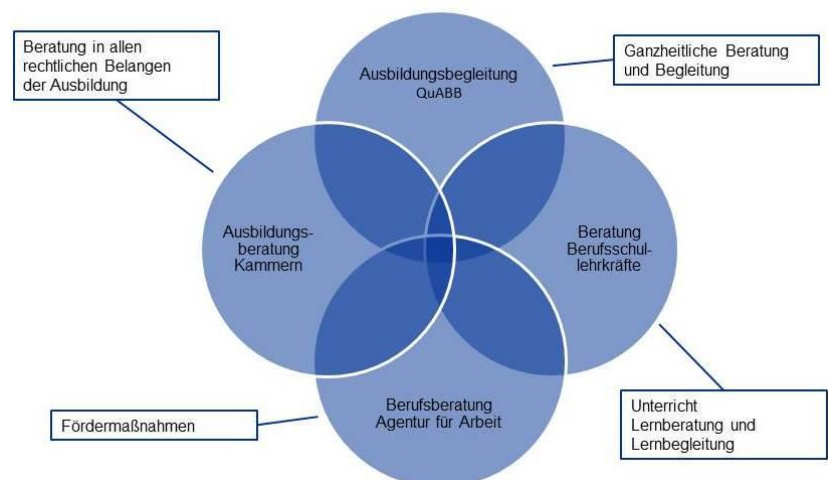 Beratung in allen
rechtlichen Belangen
der Ausbildung
Ausbildungsbegleitung
QuABB
Ganzheitliche Beratung
und Begleitung
Ausbildungs-
beratung
Kammern
Beratung
Berufsschul-
lehrkräfte
Berufsberatung
Agentur für Arbeit
Fördermaßnahmen
Unterricht
Lernberatung und
Lernbegleitung